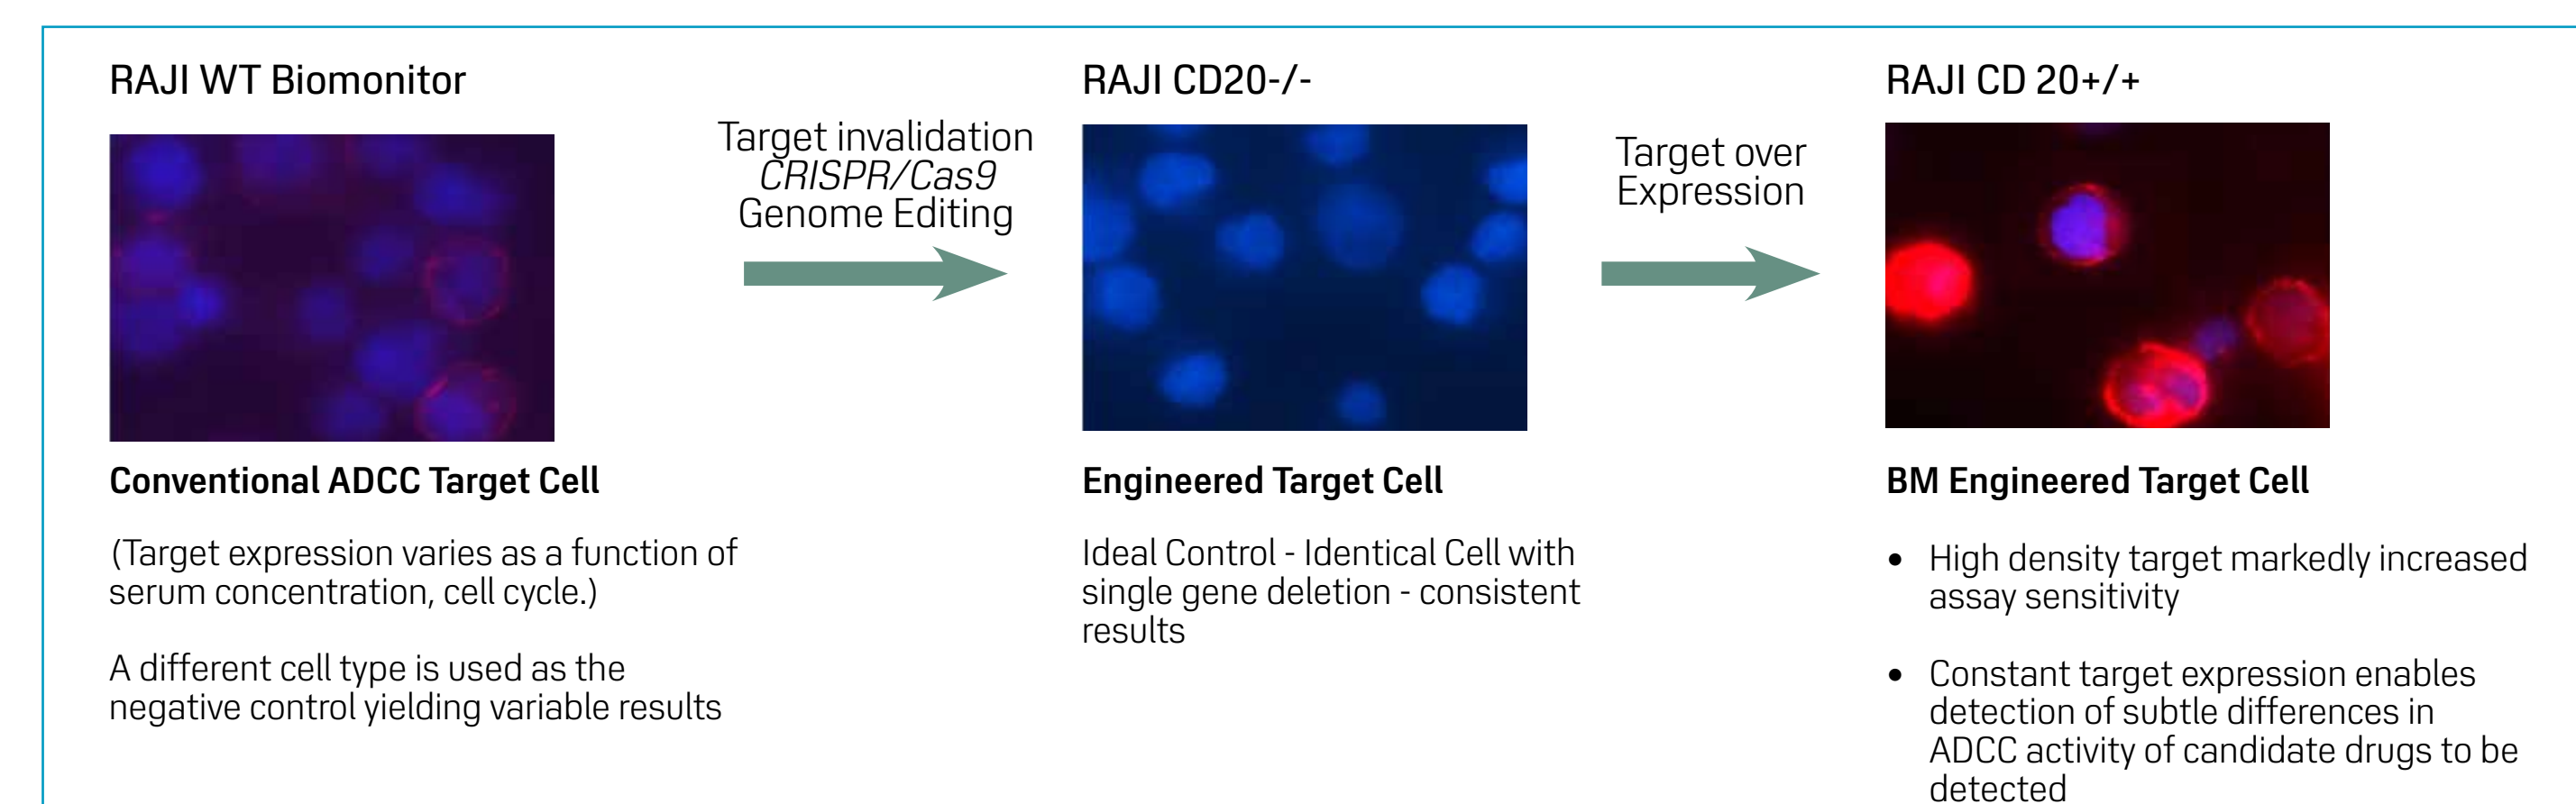 RAJI WT Biomonitor
Target invalidation
CRISPR/Cas9
Genome Editing
RAJI CD20-/-
Target over
Expression
RAJI CD 20+/+
Conventional ADCC Target Cell
(Target expression varies as a function of
serum concentration, cell cycle.)
A different cell type is used as the
negative control yielding variable results
Engineered Target Cell
Ideal Control - Identical Cell with
single gene deletion - consistent
results
BM Engineered Target Cell
• High density target markedly increased
assay sensitivity
• Constant target expression enables
detection of subtle differences in
ADCC activity of candidate drugs to be
detected